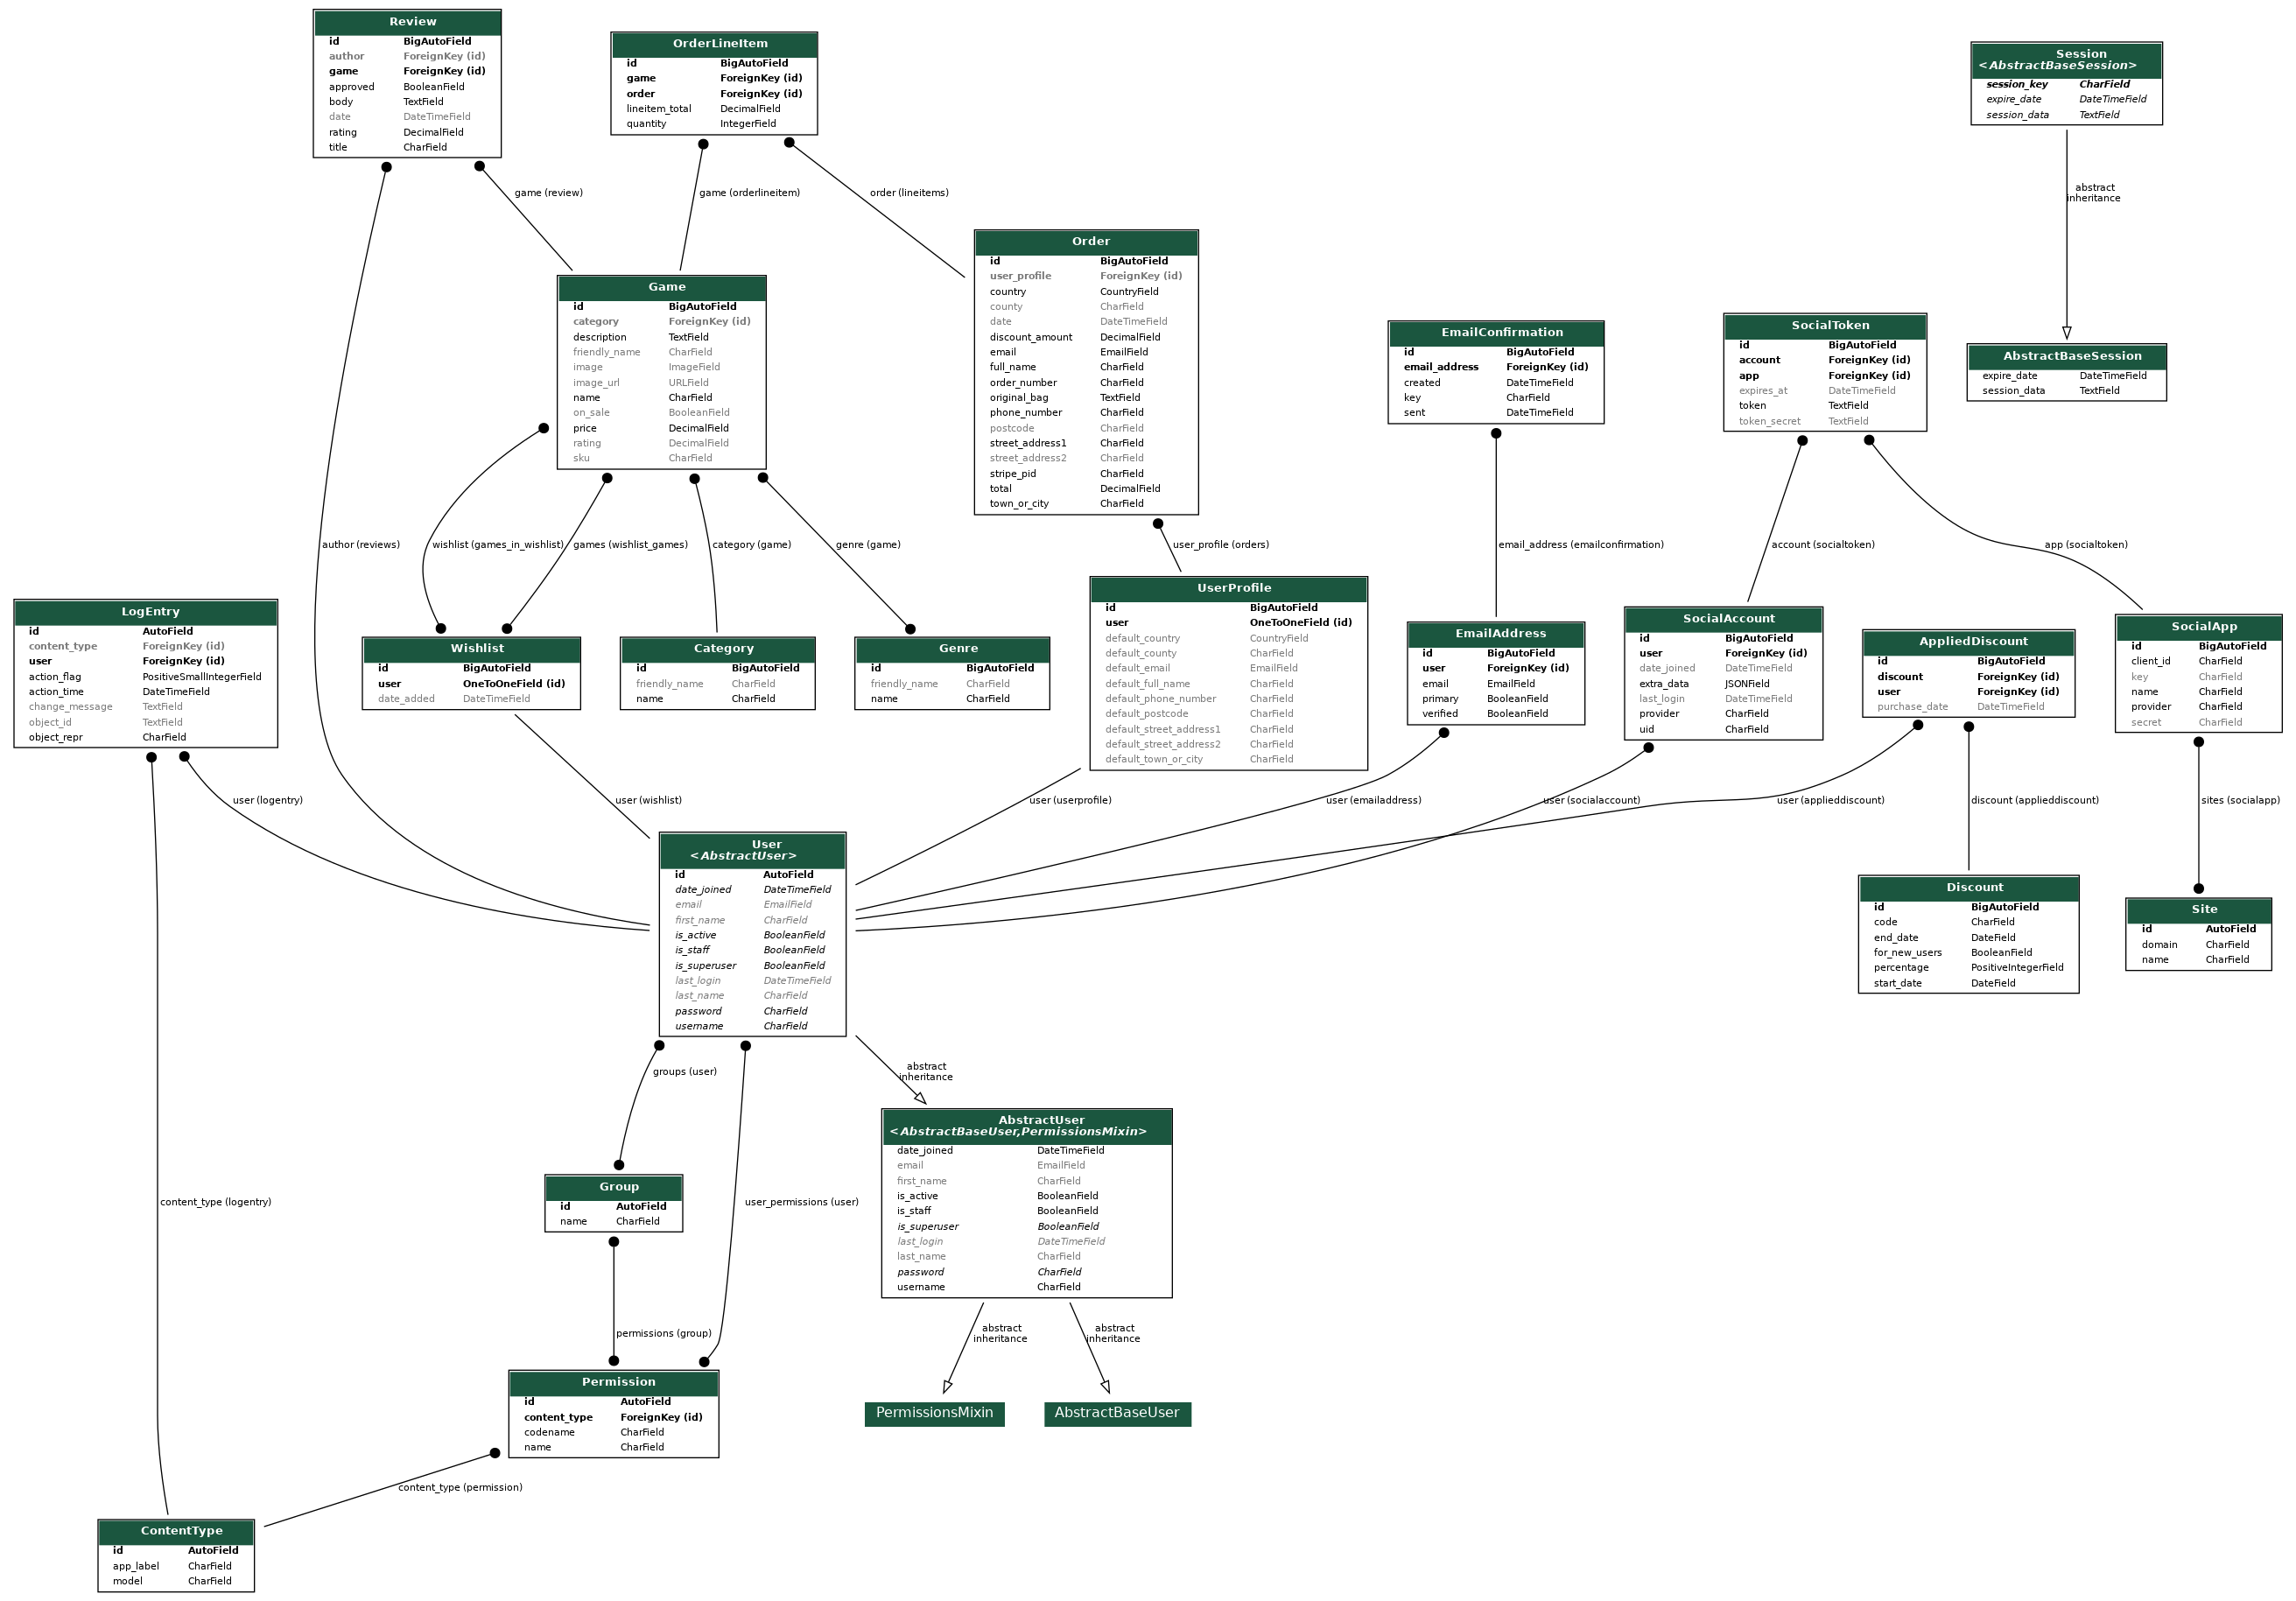 Review
id BigAutoField
author ForeignKey (id)
game ForeignKey (id)
approved BooleanField
body TextField
date DateTimeField
rating DecimalField
title CharField
OrderLineItem
id BigAutoField
game ForeignKey (id)
order ForeignKey (id)
lineitem_total DecimalField
quantity IntegerField
Session
<AbstractBaseSession>
session_key CharField
expire_date DateTimeField
session_data TextField
game (review)
game (orderlineitem)
order (lineitems)
abstract
inheritance
Order
id BigAutoField
user_profile ForeignKey (id)
country CountryField
county CharField
date DateTimeField
discount_amount DecimalField
email EmailField
full_name CharField
order_number CharField
original_bag TextField
phone_number CharField
postcode CharField
street_address1 CharField
street_address2 CharField
stripe_pid CharField
total DecimalField
town_or_city CharField
Game
id BigAutoField
category ForeignKey (id)
description TextField
friendly_name CharField
image ImageField
image_url URLField
name CharField
on_sale BooleanField
price DecimalField
rating DecimalField
sku CharField
EmailConfirmation
id BigAutoField
email_address ForeignKey (id)
created DateTimeField
key CharField
sent DateTimeField
SocialToken
id BigAutoField
account ForeignKey (id)
app ForeignKey (id)
expires_at DateTimeField
token TextField
token_secret TextField
AbstractBaseSession
expire_date DateTimeField
session_data TextField
author (reviews)
wishlist (games_in_wishlist)
games (wishlist_games)
category (game)
genre (game)
user_profile (orders)
email_address (emailconfirmation)
account (socialtoken)
app (socialtoken)
LogEntry
id AutoField
content_type ForeignKey (id)
user ForeignKey (id)
action_flag PositiveSmallIntegerField
action_time DateTimeField
change_message TextField
object_id TextField
object_repr CharField
Wishlist
id BigAutoField
user OneToOneField (id)
date_added DateTimeField
Category
id BigAutoField
friendly_name CharField
name CharField
Genre
id BigAutoField
friendly_name CharField
name CharField
UserProfile
id BigAutoField
user OneToOneField (id)
default_country CountryField
default_county CharField
default_email EmailField
default_full_name CharField
default_phone_number CharField
default_postcode CharField
default_street_address1 CharField
default_street_address2 CharField
default_town_or_city CharField
EmailAddress
id BigAutoField
user ForeignKey (id)
email EmailField
primary BooleanField
verified BooleanField
SocialAccount
id BigAutoField
user ForeignKey (id)
date_joined DateTimeField
extra_data JSONField
last_login DateTimeField
provider CharField
uid CharField
AppliedDiscount
id BigAutoField
discount ForeignKey (id)
user ForeignKey (id)
purchase_date DateTimeField
SocialApp
id BigAutoField
client_id CharField
key CharField
name CharField
provider CharField
secret CharField
user (logentry)
user (wishlist)
user (userprofile)
user (emailaddress)
user (socialaccount)
user (applieddiscount)
discount (applieddiscount)
sites (socialapp)
User
<AbstractUser>
id AutoField
date_joined DateTimeField
email EmailField
first_name CharField
is_active BooleanField
is_staff BooleanField
is_superuser BooleanField
last_login DateTimeField
last_name CharField
password CharField
username CharField
Discount
id BigAutoField
code CharField
end_date DateField
for_new_users BooleanField
percentage PositiveIntegerField
start_date DateField
Site
id AutoField
domain CharField
name CharField
groups (user)
abstract
inheritance
AbstractUser
<AbstractBaseUser,PermissionsMixin>
date_joined DateTimeField
email EmailField
first_name CharField
is_active BooleanField
is_staff BooleanField
is_superuser BooleanField
last_login DateTimeField
last_name CharField
password CharField
username CharField
Group
id AutoField
name CharField
content_type (logentry)
user_permissions (user)
permissions (group)
abstract
inheritance
abstract
inheritance
Permission
id AutoField
content_type ForeignKey (id)
codename CharField
name CharField
PermissionsMixin
AbstractBaseUser
content_type (permission)
ContentType
id AutoField
app_label CharField
model CharField